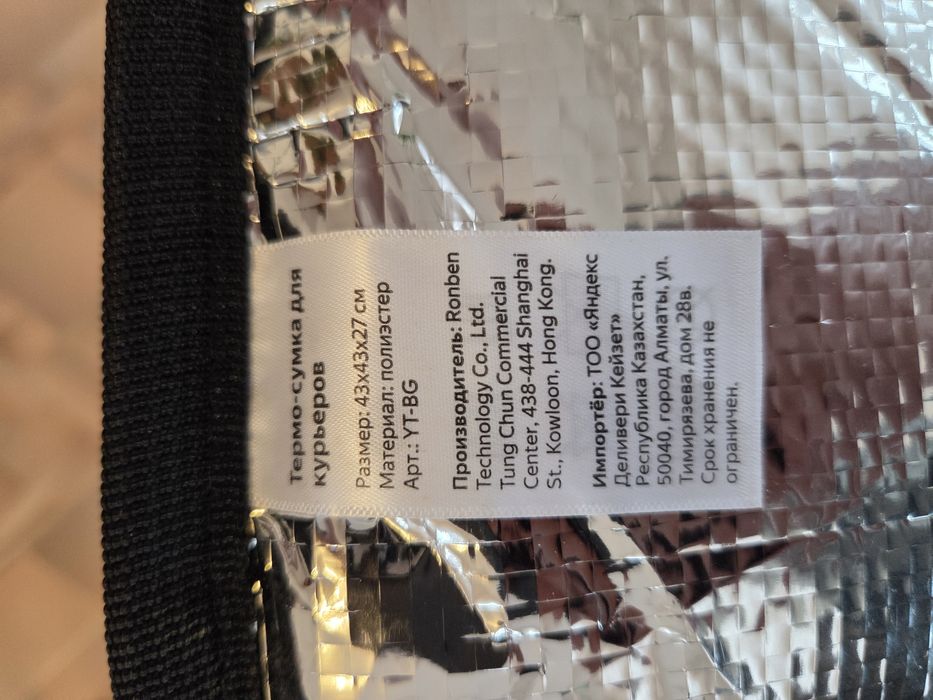 Термо-сумка для
курьеров
Размер: 43x43x27 см
Материал: полиэстер
Арт.: YT-BG
Производитель: Ronben
Technology Co., Ltd.
Tung Chun Commercial
Center, 438-444 Shanghai
St., Kowloon, Hong Kong.
Импортёр: ТОО «Яндекс
Деливери Кейзет»
Республика Казахстан,
50040, город Алматы, ул.
Тимирязева, дом 28в.
Срок хранения не
ограничен.